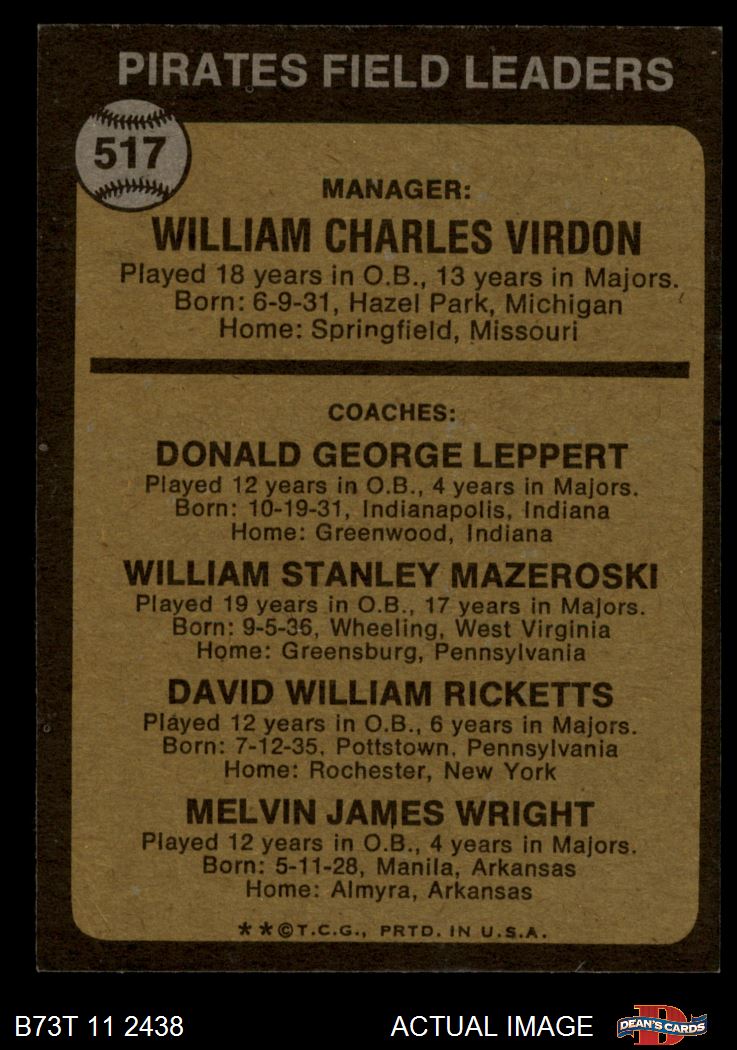 PIRATES FIELD LEADERS
517
MANAGER:
WILLIAM CHARLES VIRDON
Played 18 years in O.B., 13 years in Majors.
Born: 6-9-31, Hazel Park, Michigan
Home: Springfield, Missouri
COACHES:
DONALD GEORGE LEPPERT
Played 12 years in O.B., 4 years in Majors.
Born: 10-19-31, Indianapolis, Indiana
Home: Greenwood, Indiana
WILLIAM STANLEY MAZEROSKI
Played 19 years in O.B., 17 years in Majors.
Born: 9-5-36, Wheeling, West Virginia
Home: Greensburg, Pennsylvania
DAVID WILLIAM RICKETTS
Played 12 years in O.B., 6 years in Majors.
Born: 7-12-35, Pottstown, Pennsylvania
Home: Rochester, New York
MELVIN JAMES WRIGHT
Played 12 years in O.B., 4 years in Majors.
Born: 5-11-28, Manila, Arkansas
Home: Almyra, Arkansas
**©T.C.G., PRTD. IN U.S.A.
B73T 11 2438 ACTUAL IMAGE D DEAN'S CARDS